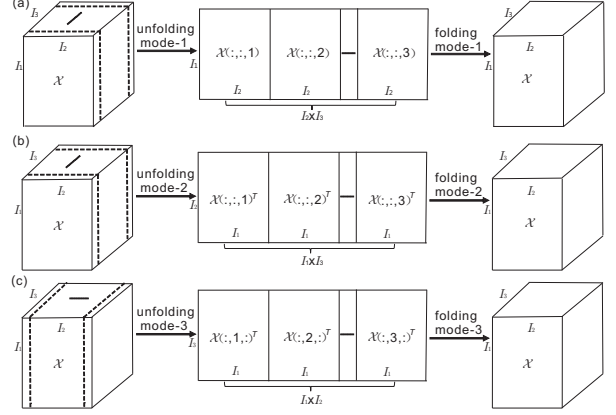 (a)
I₃
I₂
I₁
𝒳
unfolding
mode-1
I₁
𝒳(:,:,1) 𝒳(:,:,2) 𝒳(:,:,3)
I₂ I₂ I₂
I₂xI₃
folding
mode-1
I₃
I₂
I₁
𝒳
(b)
I₃
I₂
I₁
𝒳
unfolding
mode-2
I₂
𝒳(:,:,1)ᵀ 𝒳(:,:,2)ᵀ 𝒳(:,:,3)ᵀ
I₁ I₁ I₁
I₁xI₃
folding
mode-2
I₃
I₂
I₁
𝒳
(c)
I₃
I₂
I₁
𝒳
unfolding
mode-3
I₃
𝒳(:,1,:)ᵀ 𝒳(:,2,:)ᵀ 𝒳(:,3,:)ᵀ
I₁ I₁ I₁
I₁xI₂
folding
mode-3
I₃
I₂
I₁
𝒳